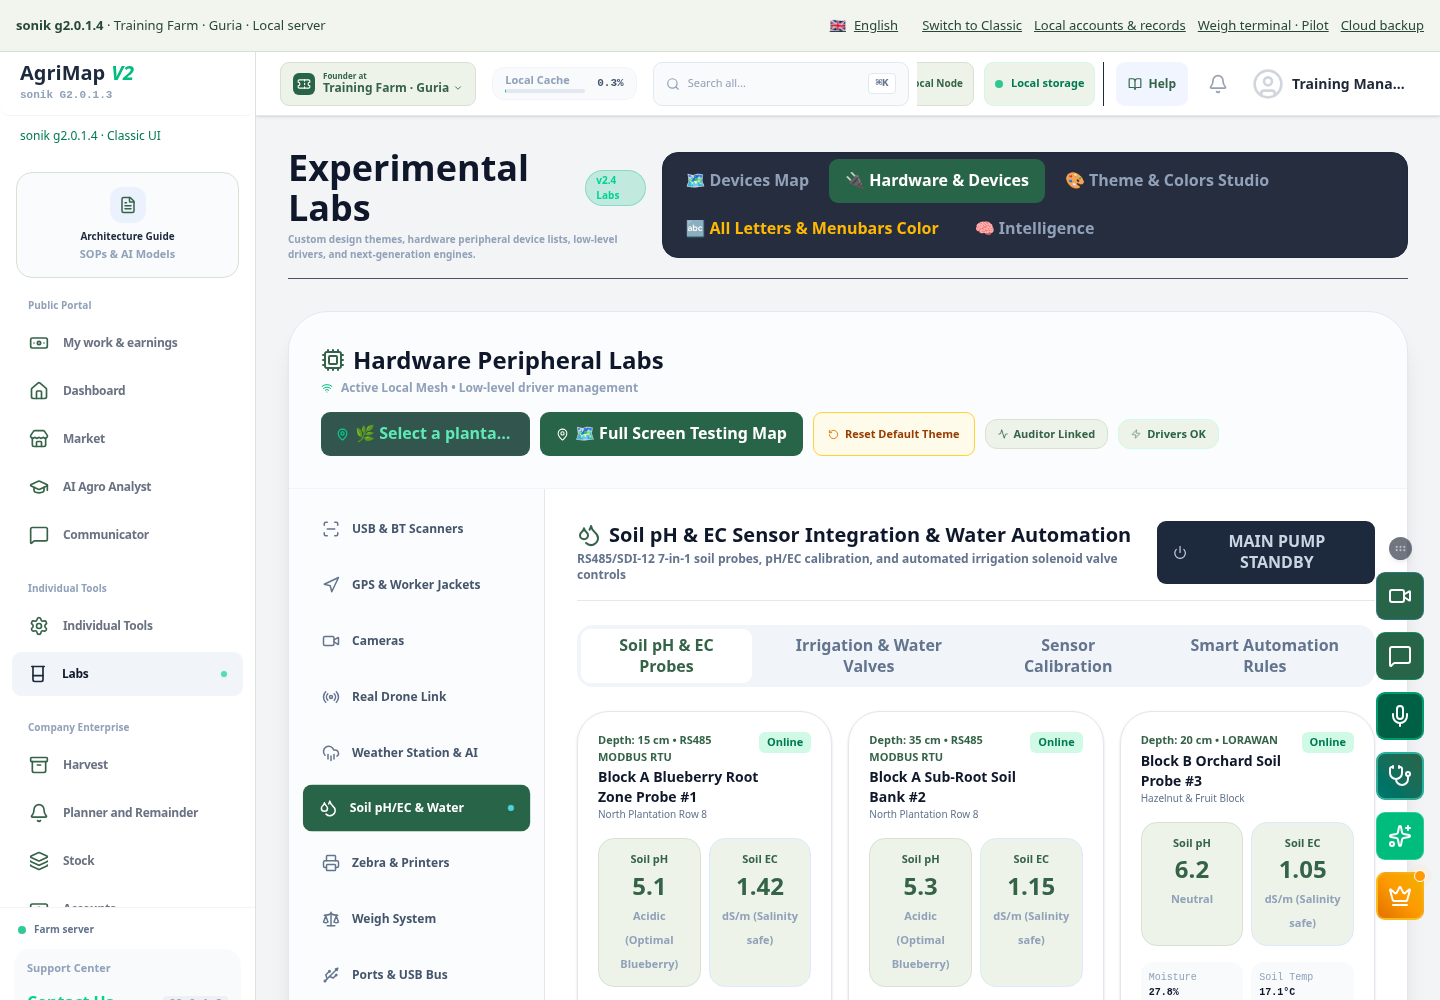 sonik g2.0.1.4 · Training Farm · Guria · Local server
English
Switch to Classic
Local accounts & records
Weigh terminal · Pilot
Cloud backup
AgriMap V2
sonik G2.0.1.3
sonik g2.0.1.4 · Classic UI
Architecture Guide
SOPs & AI Models
Public Portal
My work & earnings
Dashboard
Market
AI Agro Analyst
Communicator
Individual Tools
Individual Tools
Labs
Company Enterprise
Harvest
Planner and Remainder
Stock
Farm server
Support Center
Founder at
Training Farm · Guria
Local Cache
0.3%
Search all...
⌘K
Node
Local storage
Help
Training Mana...
Experimental
Labs
v2.4
Labs
Custom design themes, hardware peripheral device lists, low-level
drivers, and next-generation engines.
Devices Map
Hardware & Devices
Theme & Colors Studio
abc All Letters & Menubars Color
Intelligence
Hardware Peripheral Labs
Active Local Mesh • Low-level driver management
Select a planta...
Full Screen Testing Map
Reset Default Theme
Auditor Linked
Drivers OK
USB & BT Scanners
GPS & Worker Jackets
Cameras
Real Drone Link
Weather Station & AI
Soil pH/EC & Water
Zebra & Printers
Weigh System
Ports & USB Bus
Soil pH & EC Sensor Integration & Water Automation
RS485/SDI-12 7-in-1 soil probes, pH/EC calibration, and automated irrigation solenoid valve
controls
MAIN PUMP
STANDBY
Soil pH & EC
Probes
Irrigation & Water
Valves
Sensor
Calibration
Smart Automation
Rules
Depth: 15 cm • RS485
MODBUS RTU
Online
Block A Blueberry Root
Zone Probe #1
North Plantation Row 8
Soil pH
5.1
Acidic
(Optimal
Blueberry)
Soil EC
1.42
dS/m (Salinity
safe)
Depth: 35 cm • RS485
MODBUS RTU
Online
Block A Sub-Root Soil
Bank #2
North Plantation Row 8
Soil pH
5.3
Acidic
(Optimal
Blueberry)
Soil EC
1.15
dS/m (Salinity
safe)
Depth: 20 cm • LORAWAN
Online
Block B Orchard Soil
Probe #3
Hazelnut & Fruit Block
Soil pH
6.2
Neutral
Soil EC
1.05
dS/m (Salinity
safe)
Moisture
27.8%
Soil Temp
17.1°C